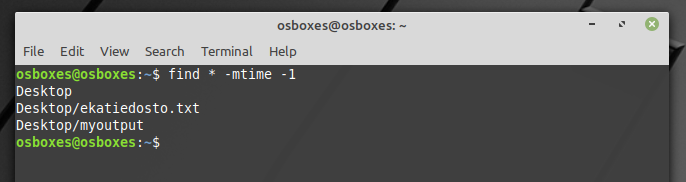 osboxes@osboxes: ~
File Edit View Search Terminal Help
osboxes@osboxes:~$ find * -mtime -1
Desktop
Desktop/ekatiedosto.txt
Desktop/myoutput
osboxes@osboxes:~$